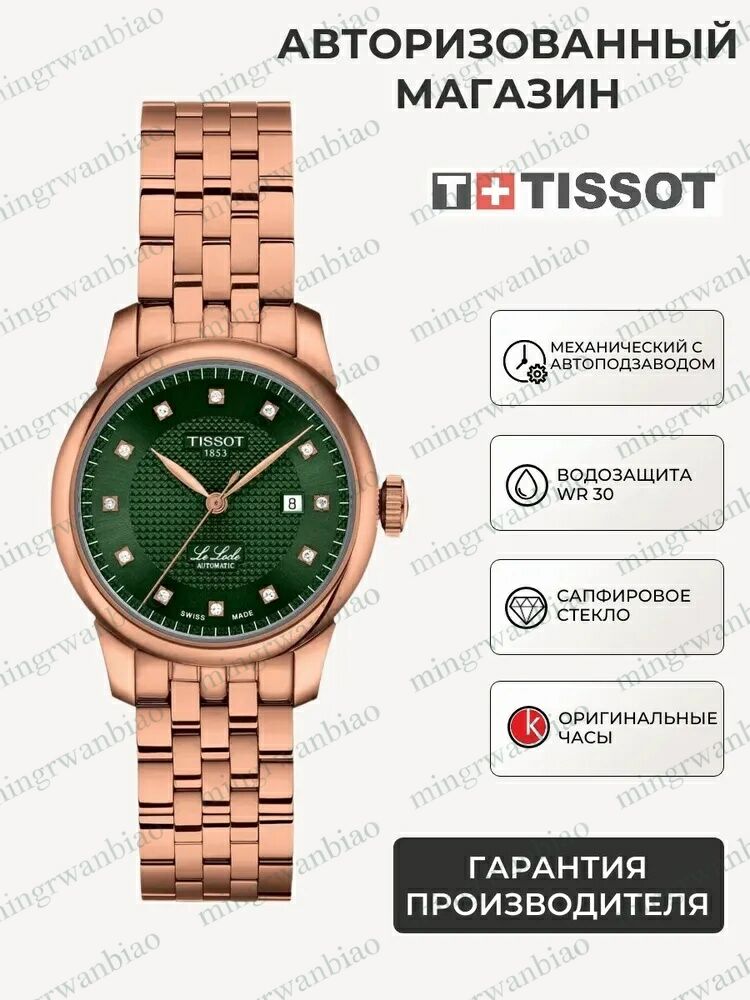 АВТОРИЗОВАННЫЙ
МАГАЗИН
T+TISSOT
TISSOT
1853
8
Le Locle
AUTOMATIC
SWISS MADE
МЕХАНИЧЕСКИЙ С
АВТОПОДЗАВОДОМ
ВОДОЗАЩИТА
WR 30
САПФИРОВОЕ
СТЕКЛО
k ОРИГИНАЛЬНЫЕ
ЧАСЫ
ГАРАНТИЯ
ПРОИЗВОДИТЕЛЯ
mingrwanbiao